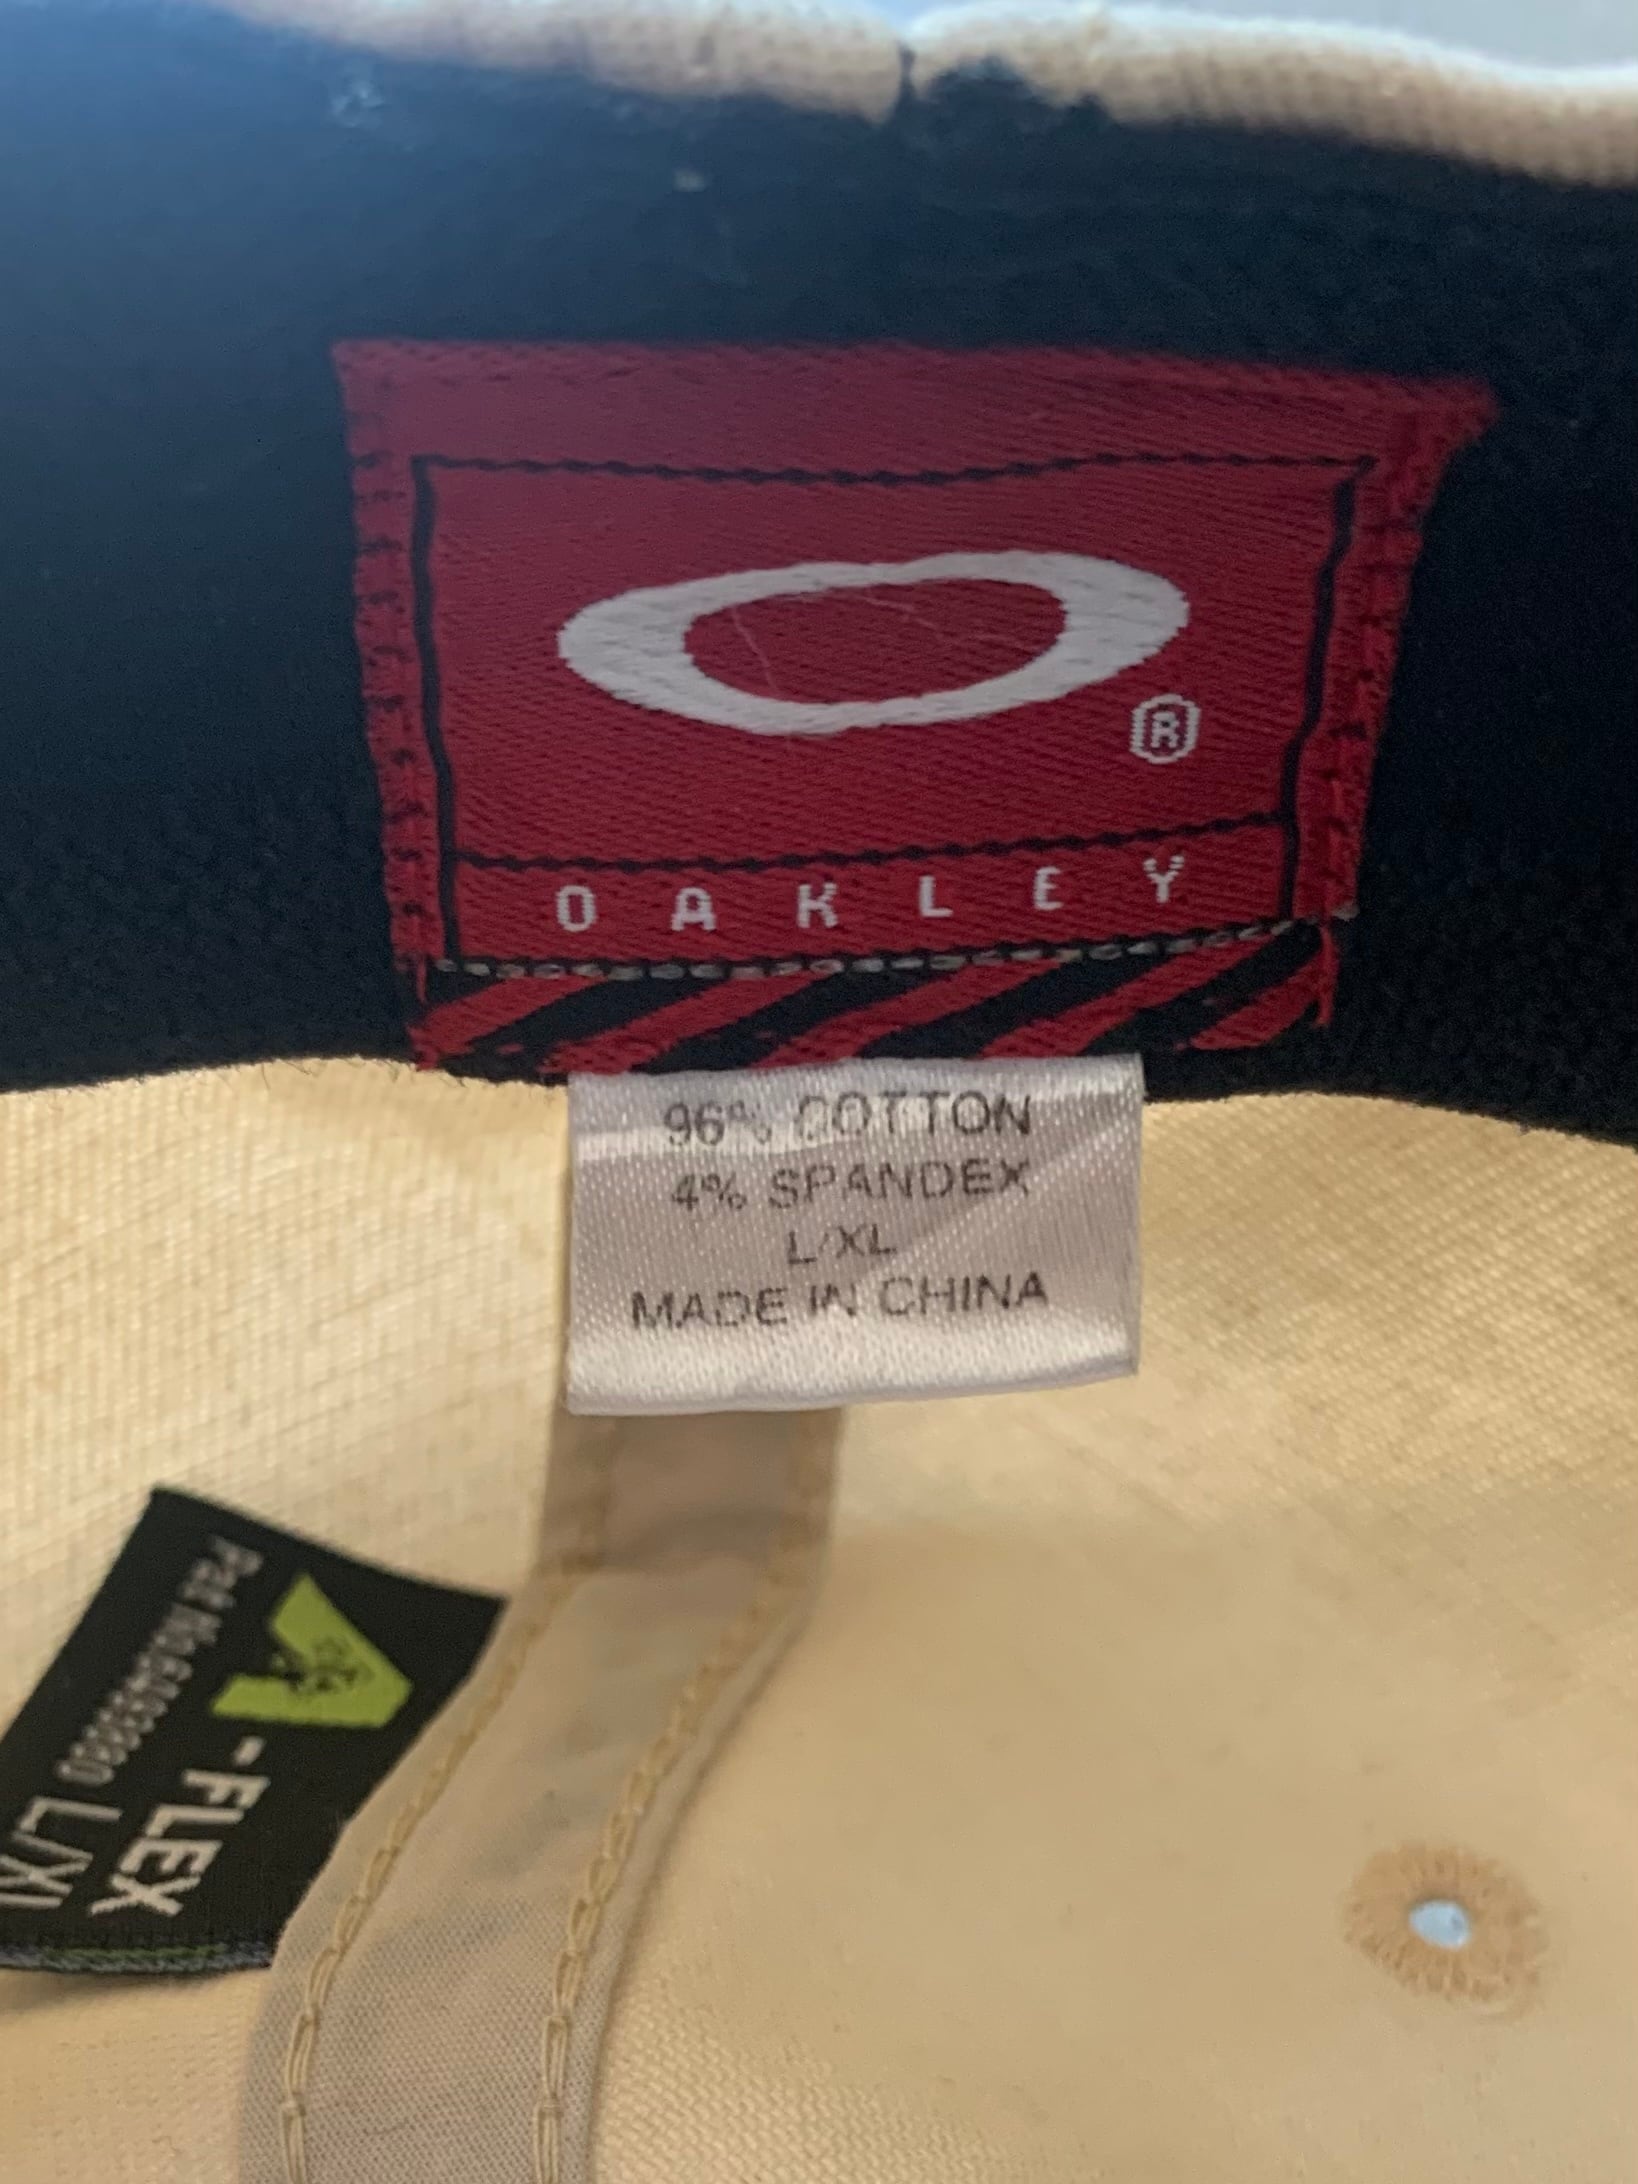 ®
OAKLEY
96% COTTON
4% SPANDEX
L/XL
MADE IN CHINA
-FLEX
L/XL